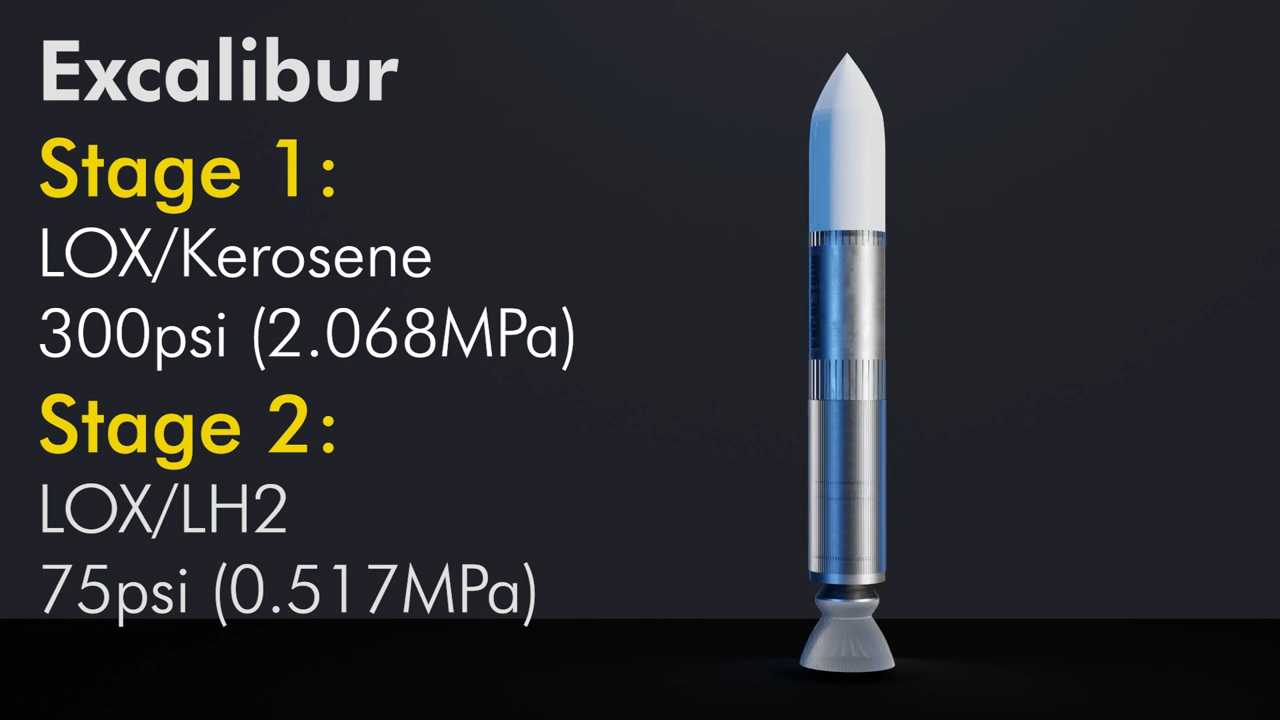 Excalibur
Stage 1:
LOX/Kerosene
300psi (2.068MPa)
Stage 2:
LOX/LH2
75psi (0.517MPa)